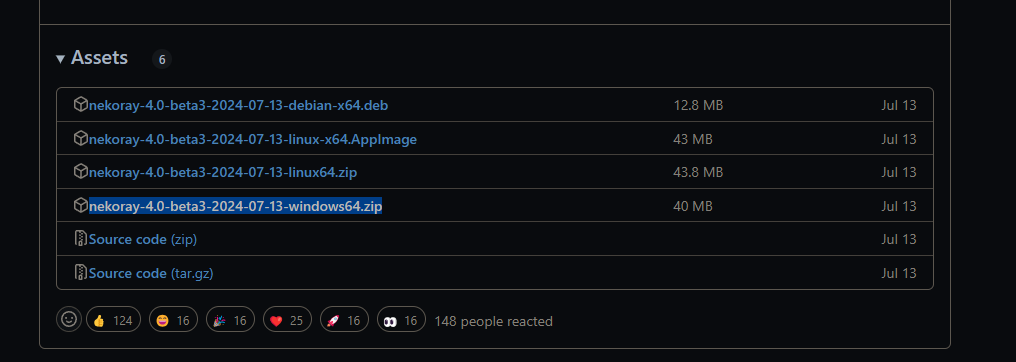 Assets 6
nekoray-4.0-beta3-2024-07-13-debian-x64.deb 12.8 MB Jul 13
nekoray-4.0-beta3-2024-07-13-linux-x64.AppImage 43 MB Jul 13
nekoray-4.0-beta3-2024-07-13-linux64.zip 43.8 MB Jul 13
nekoray-4.0-beta3-2024-07-13-windows64.zip 40 MB Jul 13
Source code (zip) Jul 13
Source code (tar.gz) Jul 13
👍 124 😄 16 🎉 16 ❤️ 25 🚀 16 👀 16 148 people reacted